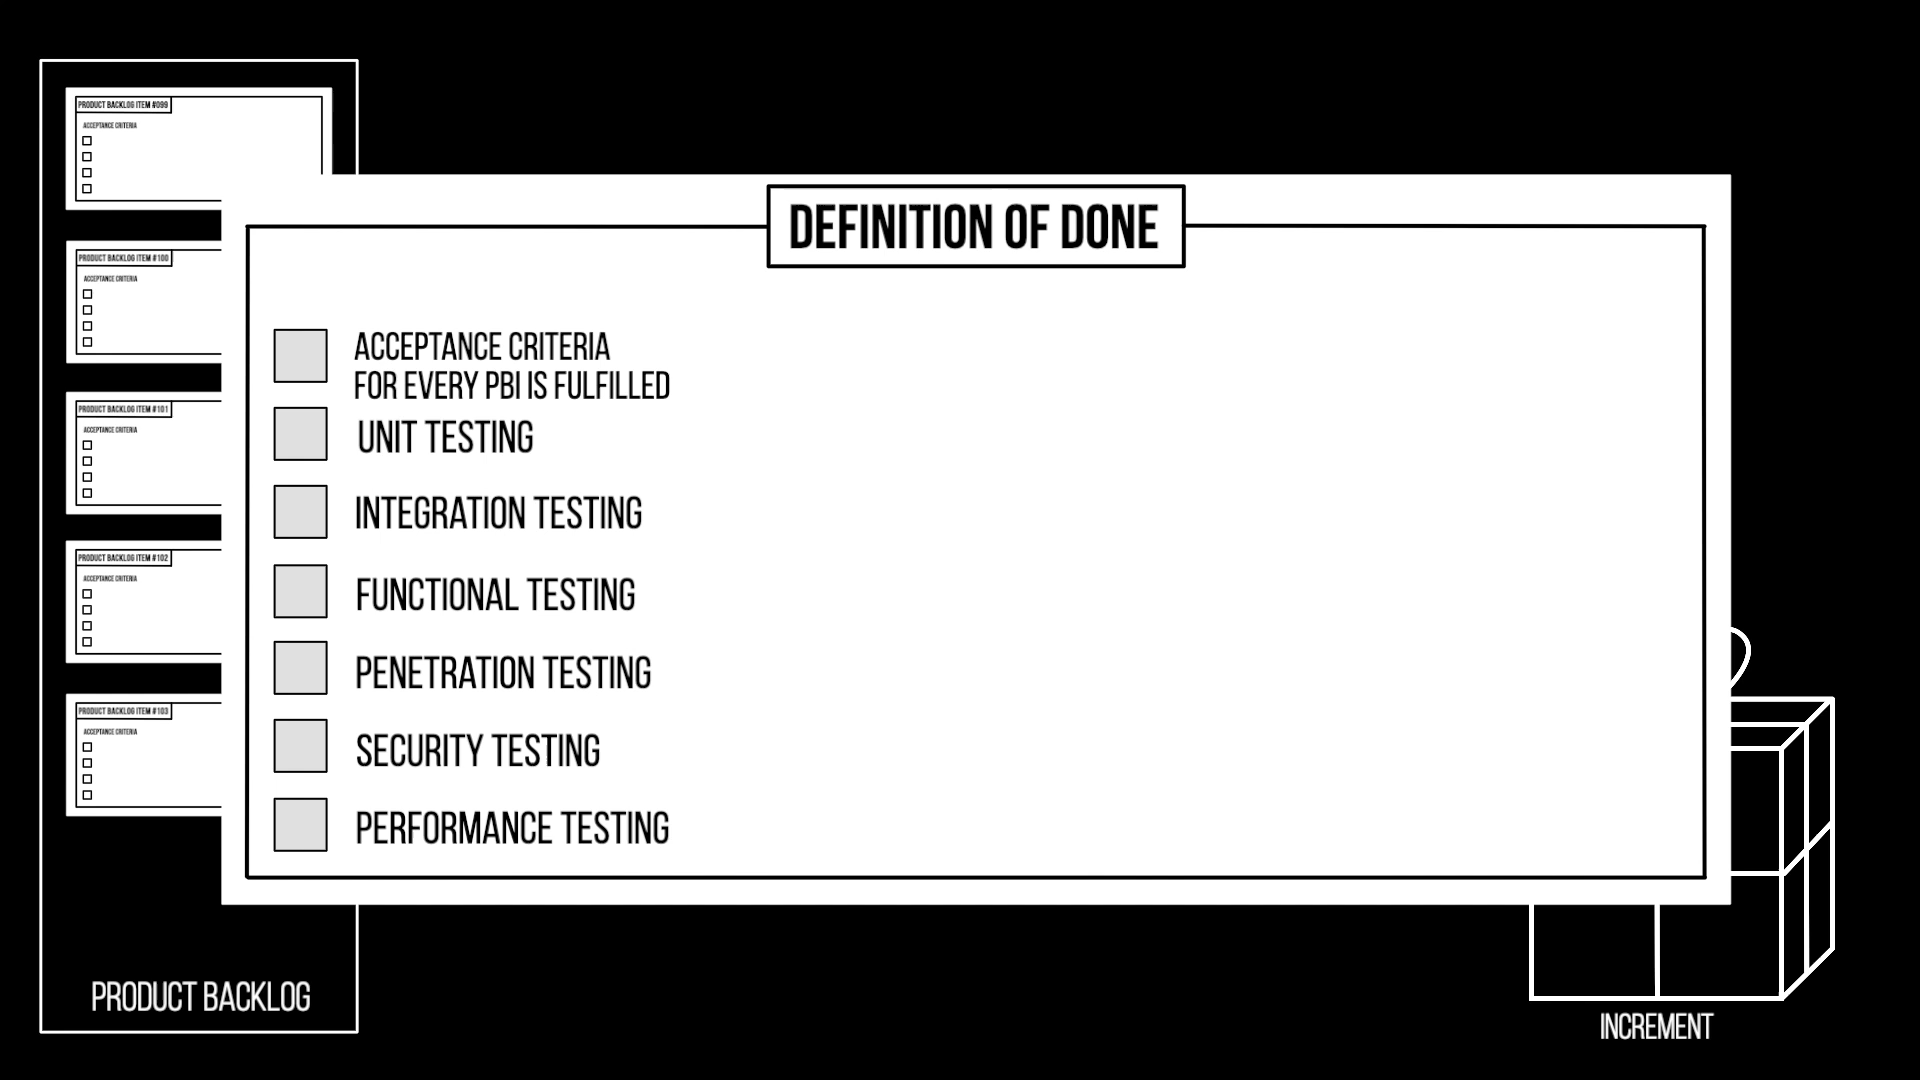 PRODUCT BACKLOG ITEM #099
ACCEPTANCE CRITERIA
PRODUCT BACKLOG ITEM #100
ACCEPTANCE CRITERIA
PRODUCT BACKLOG ITEM #101
ACCEPTANCE CRITERIA
PRODUCT BACKLOG ITEM #102
ACCEPTANCE CRITERIA
PRODUCT BACKLOG ITEM #103
ACCEPTANCE CRITERIA
PRODUCT BACKLOG
DEFINITION OF DONE
ACCEPTANCE CRITERIA
FOR EVERY PBI IS FULFILLED
UNIT TESTING
INTEGRATION TESTING
FUNCTIONAL TESTING
PENETRATION TESTING
SECURITY TESTING
PERFORMANCE TESTING
INCREMENT